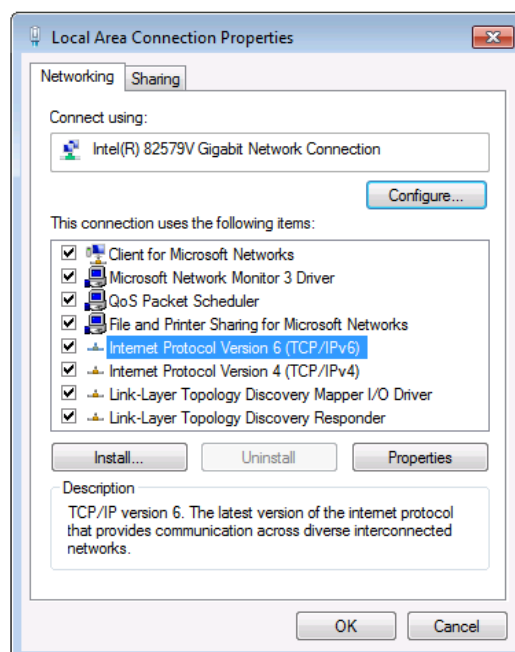 Local Area Connection Properties
Networking
Sharing
Connect using:
Intel(R) 82579V Gigabit Network Connection
Configure...
This connection uses the following items:
Client for Microsoft Networks
Microsoft Network Monitor 3 Driver
QoS Packet Scheduler
File and Printer Sharing for Microsoft Networks
Internet Protocol Version 6 (TCP/IPv6)
Internet Protocol Version 4 (TCP/IPv4)
Link-Layer Topology Discovery Mapper I/O Driver
Link-Layer Topology Discovery Responder
Install...
Uninstall
Properties
Description
TCP/IP version 6. The latest version of the internet protocol
that provides communication across diverse interconnected
networks.
OK
Cancel